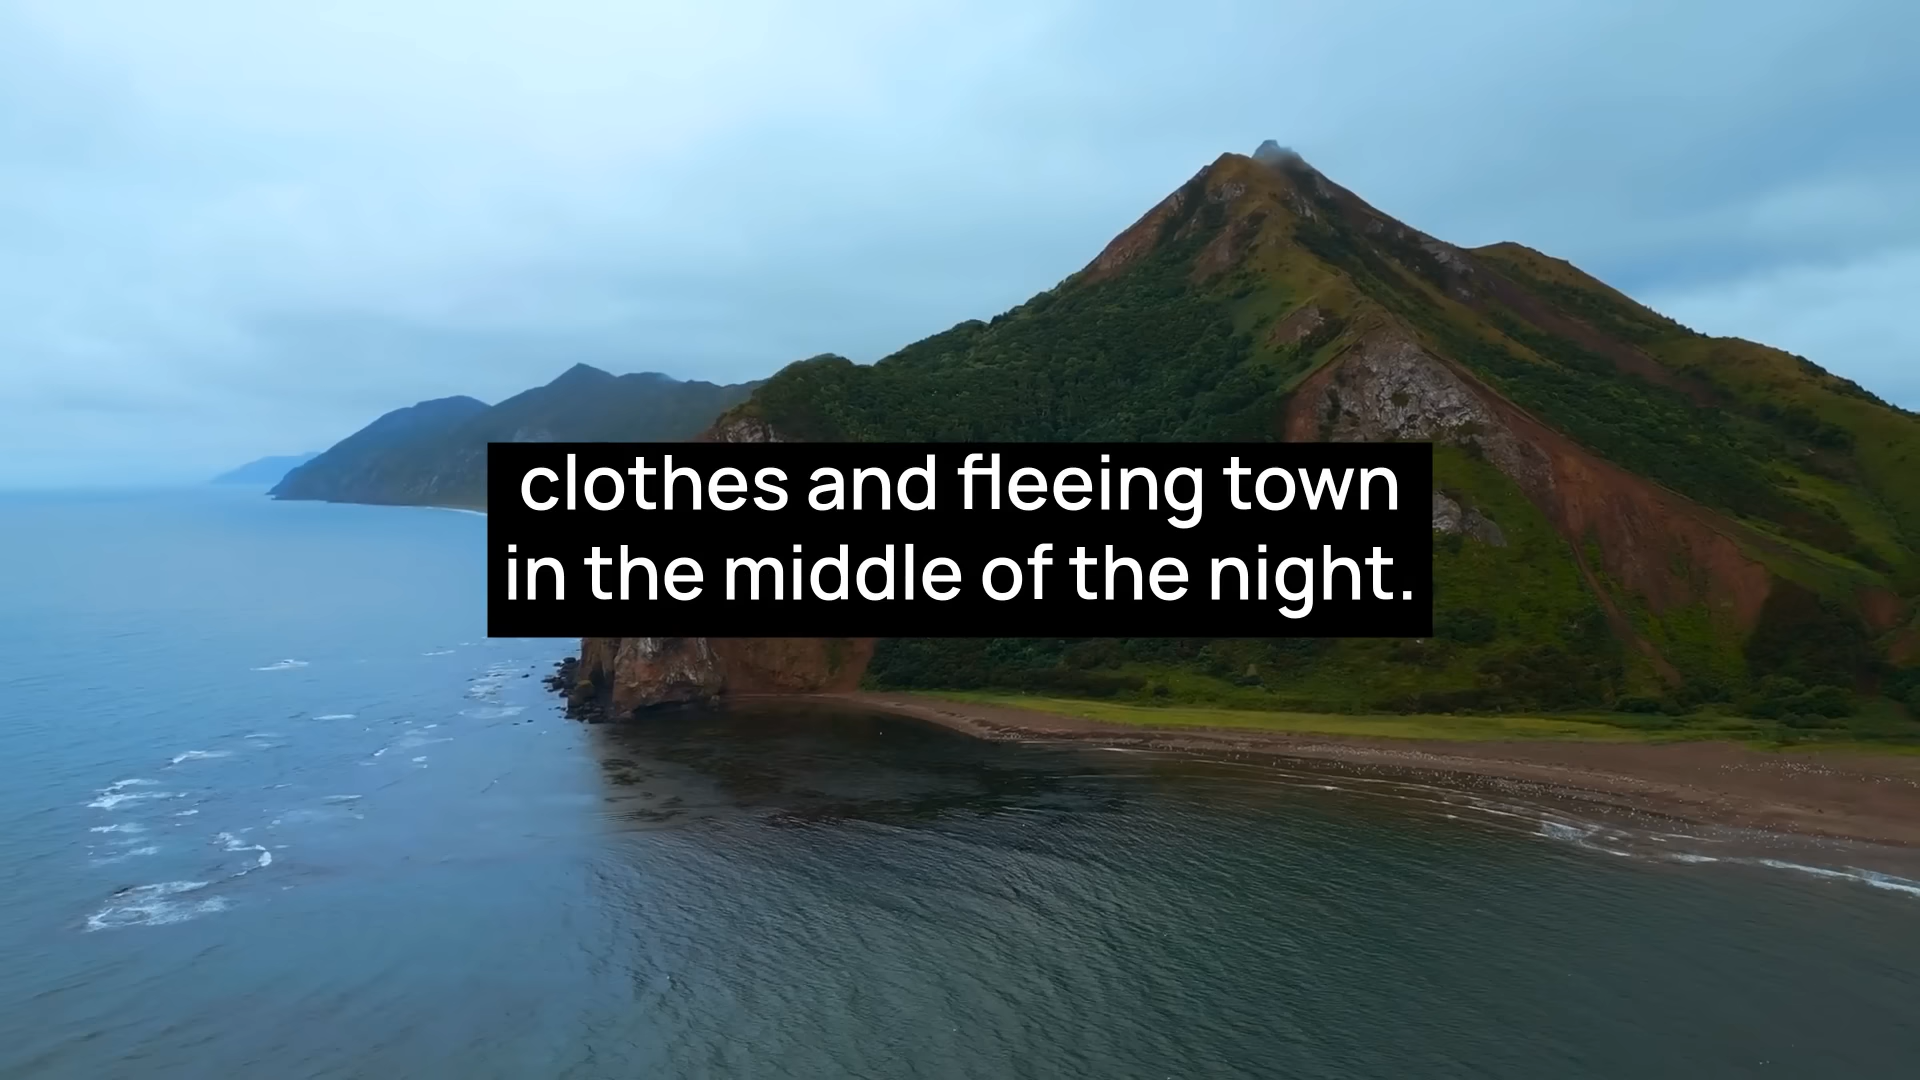 clothes and fleeing town
in the middle of the night.